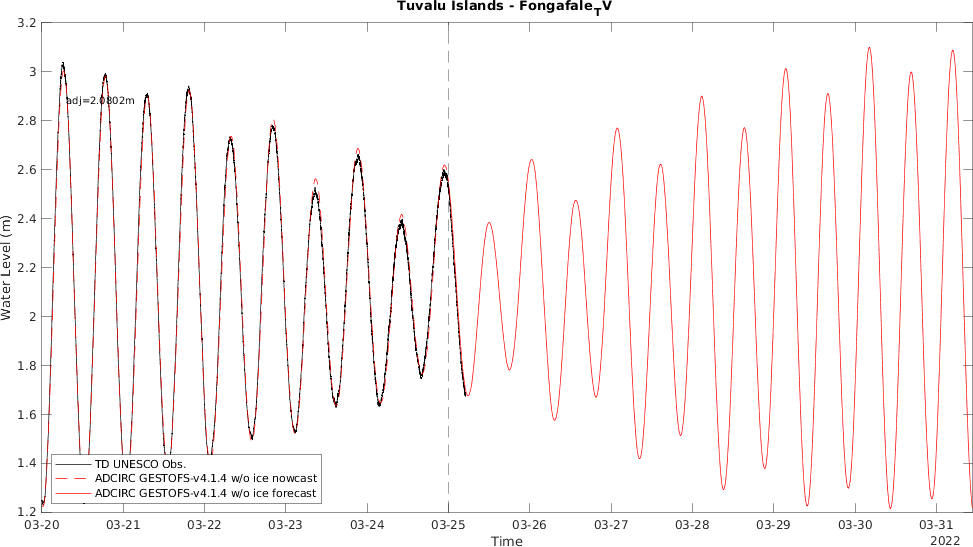 Tuvalu Islands - Fongafale_TV
3.2
3
2.8
2.6
2.4
2.2
2
1.8
1.6
1.4
1.2
Water Level (m)
adj=2.0802m
TD UNESCO Obs.
ADCIRC GESTOFS-v4.1.4 w/o ice nowcast
ADCIRC GESTOFS-v4.1.4 w/o ice forecast
03-20 03-21 03-22 03-23 03-24 03-25 03-26 03-27 03-28 03-29 03-30 03-31
Time
2022